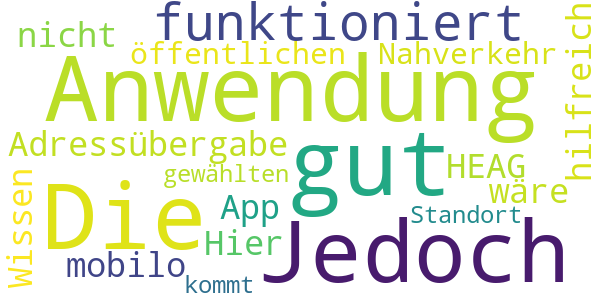 nicht
funktioniert
öffentlichen
Nahverkehr
hilfreich
Anwendung
Adressübergabe
gut
HEAG
gewählten
wäre
Wissen
Die
App
Standort
Hier
Jedoch
mobilo
kommt